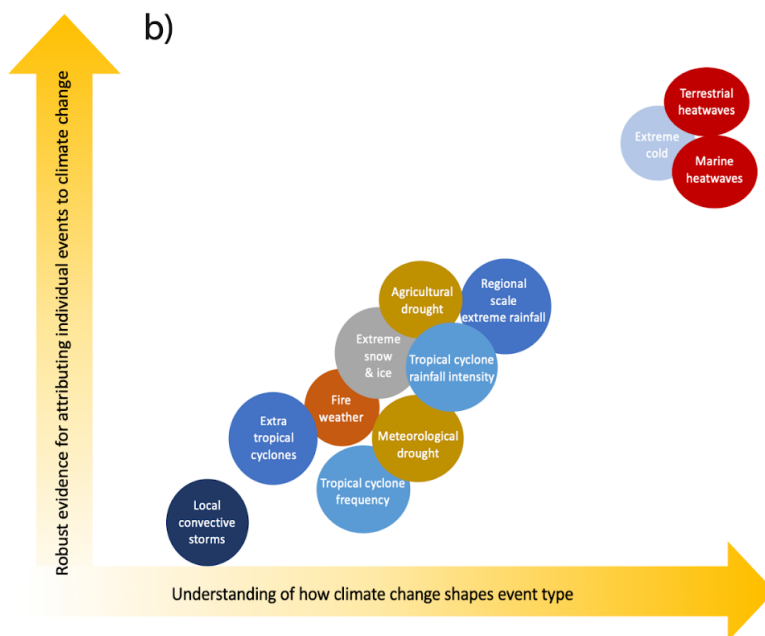 b)
Robust evidence for attributing individual events to climate change
Terrestrial
heatwaves
Extreme
cold
Marine
heatwaves
Agricultural
drought
Regional
scale
extreme rainfall
Extreme
snow
& ice
Tropical cyclone
rainfall intensity
Fire
weather
Extra
tropical
cyclones
Meteorological
drought
Tropical cyclone
frequency
Local
convective
storms
Understanding of how climate change shapes event type